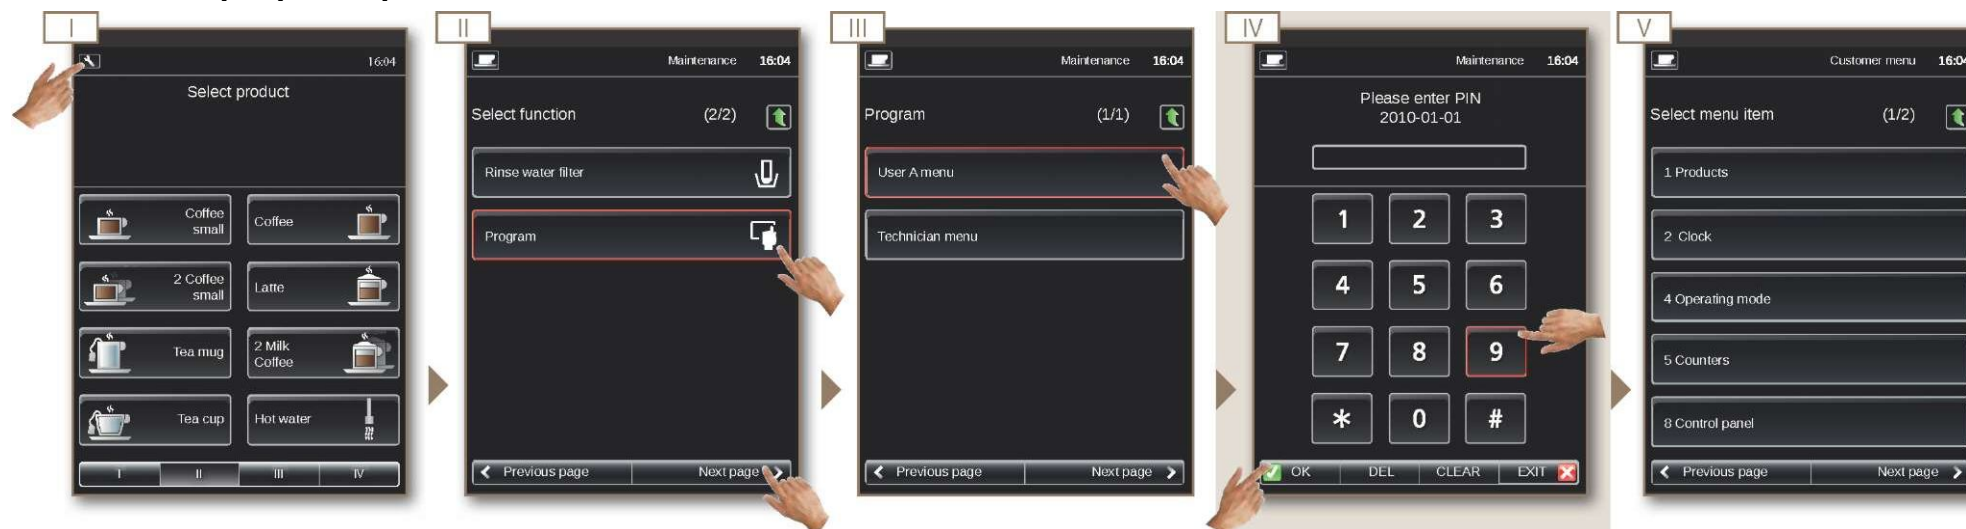 I
16:04
Select product
Coffee
small
Coffee
2 Coffee
small
Latte
Tea mug
2 Milk
Coffee
Tea cup
Hot water
I II III IV
II
Maintenance 16:04
Select function (2/2)
Rinse water filter
Program
Previous page Next page
III
Maintenance 16:04
Program (1/1)
User A menu
Technician menu
Previous page Next page
IV
Maintenance 16:04
Please enter PIN
2010-01-01
1 2 3
4 5 6
7 8 9
* 0 #
OK DEL CLEAR EXIT
V
Customer menu 16:04
Select menu item (1/2)
1 Products
2 Clock
4 Operating mode
5 Counters
8 Control panel
Previous page Next page